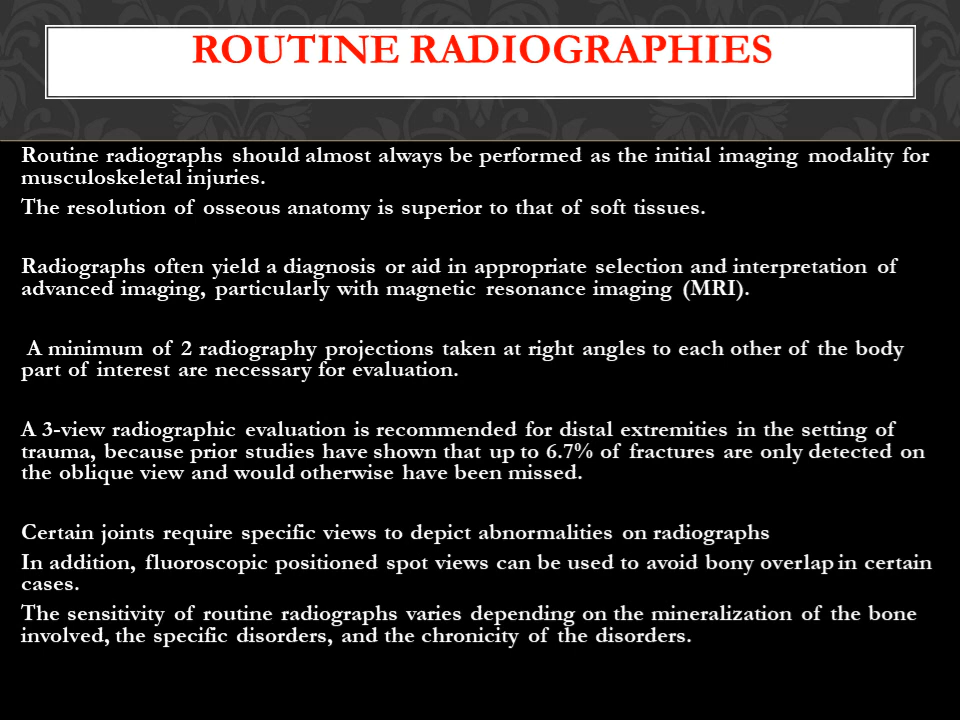 ROUTINE RADIOGRAPHIES
Routine radiographs should almost always be performed as the initial imaging modality for
musculoskeletal injuries.
The resolution of osseous anatomy is superior to that of soft tissues.
Radiographs often yield a diagnosis or aid in appropriate selection and interpretation of
advanced imaging, particularly with magnetic resonance imaging (MRI).
A minimum of 2 radiography projections taken at right angles to each other of the body
part of interest are necessary for evaluation.
A 3-view radiographic evaluation is recommended for distal extremities in the setting of
trauma, because prior studies have shown that up to 6.7% of fractures are only detected on
the oblique view and would otherwise have been missed.
Certain joints require specific views to depict abnormalities on radiographs
In addition, fluoroscopic positioned spot views can be used to avoid bony overlap in certain
cases.
The sensitivity of routine radiographs varies depending on the mineralization of the bone
involved, the specific disorders, and the chronicity of the disorders.